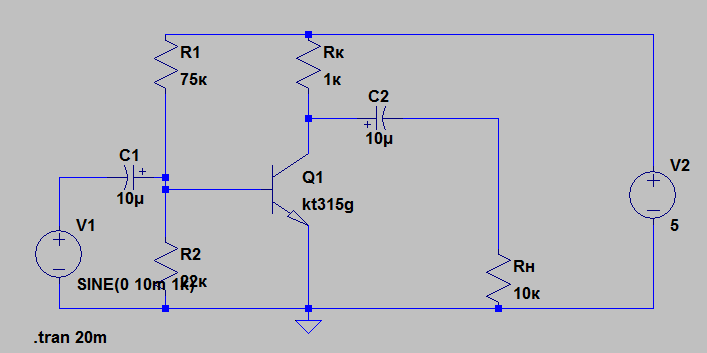 R1
75к
Rк
1к
C2
+
10µ
C1
+
10µ
Q1
kt315g
V1
+
−
R2
22к
SINE(0 10m 1k)
V2
+
−
5
Rн
10к
.tran 20m